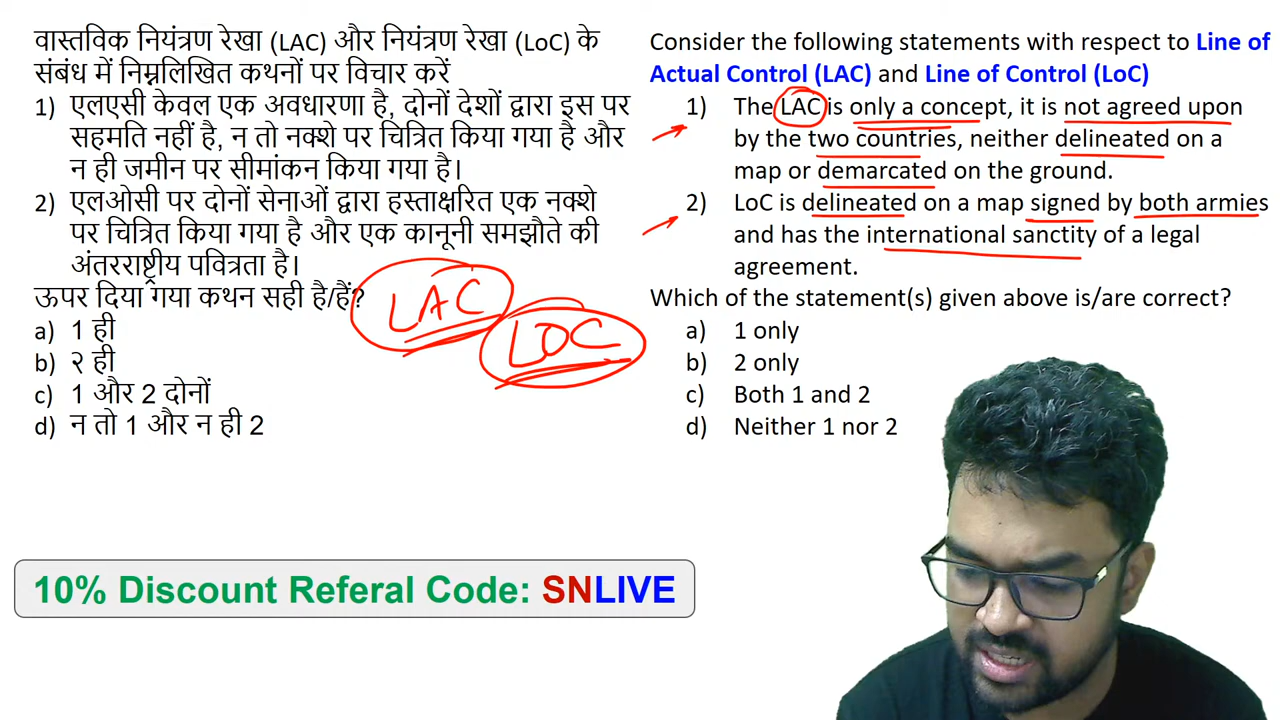 वास्तविक नियंत्रण रेखा (LAC) और नियंत्रण रेखा (LoC) के
संबंध में निम्नलिखित कथनों पर विचार करें
1) एलएसी केवल एक अवधारणा है, दोनों देशों द्वारा इस पर
सहमति नहीं है, न तो नक्शे पर चित्रित किया गया है और
न ही जमीन पर सीमांकन किया गया है।
2) एलओसी पर दोनों सेनाओं द्वारा हस्ताक्षरित एक नक्शे
पर चित्रित किया गया है और एक कानूनी समझौते की
अंतरराष्ट्रीय पवित्रता है।
ऊपर दिया गया कथन सही है/हैं?
a) 1 ही
b) २ ही
c) 1 और 2 दोनों
d) न तो 1 और न ही 2
LAC
LOC
Consider the following statements with respect to Line of
Actual Control (LAC) and Line of Control (LoC)
1) The LAC is only a concept, it is not agreed upon
by the two countries, neither delineated on a
map or demarcated on the ground.
2) LoC is delineated on a map signed by both armies
and has the international sanctity of a legal
agreement.
Which of the statement(s) given above is/are correct?
a) 1 only
b) 2 only
c) Both 1 and 2
d) Neither 1 nor 2
10% Discount Referal Code: SNLIVE